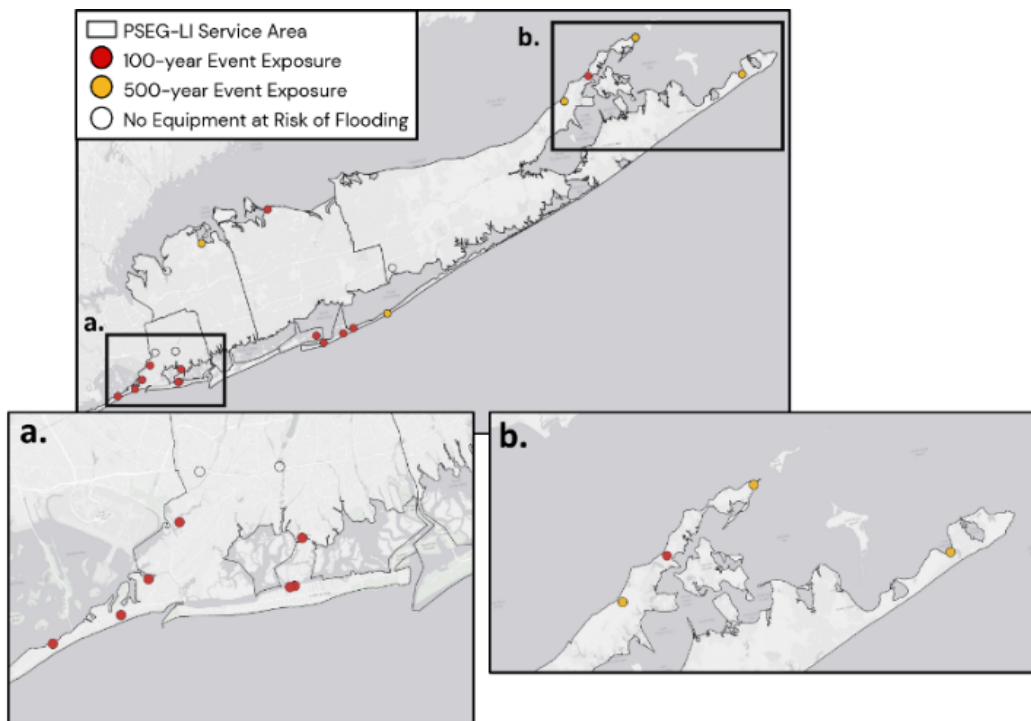 PSEG-LI Service Area
100-year Event Exposure
500-year Event Exposure
No Equipment at Risk of Flooding
b.
a.
a.
b.